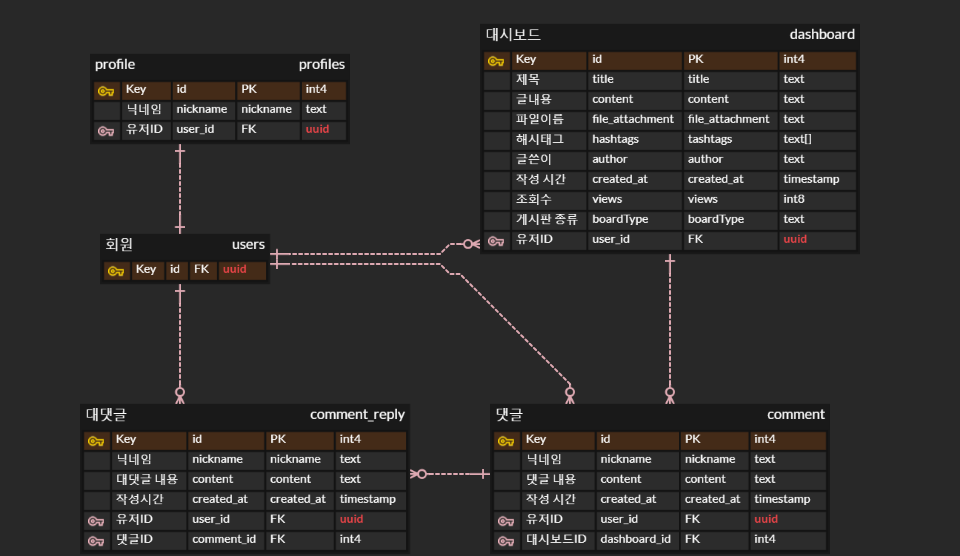 profile profiles
Key id PK int4
닉네임 nickname nickname text
유저ID user_id FK uuid
대시보드 dashboard
Key id PK int4
제목 title title text
글내용 content content text
파일이름 file_attachment file_attachment text
해시태그 hashtags tashtags text[]
글쓴이 author author text
작성 시간 created_at created_at timestamp
조회수 views views int8
게시판 종류 boardType boardType text
유저ID user_id FK uuid
회원 users
Key id FK uuid
대댓글 comment_reply
Key id PK int4
닉네임 nickname nickname text
대댓글 내용 content content text
작성시간 created_at created_at timestamp
유저ID user_id FK uuid
댓글ID comment_id FK int4
댓글 comment
Key id PK int4
닉네임 nickname nickname text
댓글 내용 content content text
작성 시간 created_at created_at timestamp
유저ID user_id FK uuid
대시보드ID dashboard_id FK int4